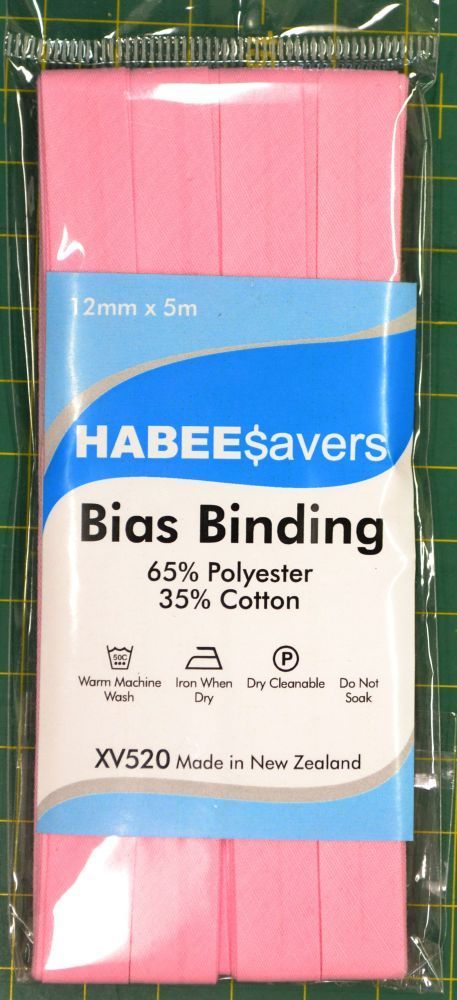 12mm x 5m
HABEE$avers
Bias Binding
65% Polyester
35% Cotton
50C
P
Warm Machine Wash
Iron When Dry
Dry Cleanable
Do Not Soak
XV520 Made in New Zealand